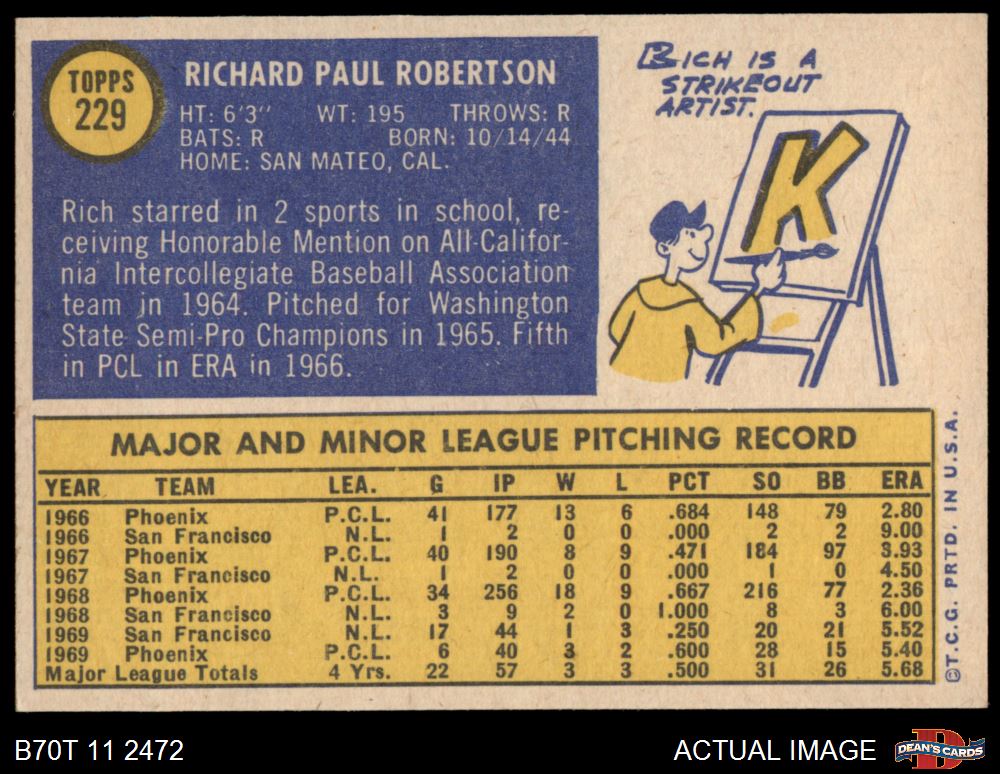 TOPPS
229
RICHARD PAUL ROBERTSON
HT: 6'3" WT: 195 THROWS: R
BATS: R BORN: 10/14/44
HOME: SAN MATEO, CAL.
Rich starred in 2 sports in school, re-
ceiving Honorable Mention on All-Califor-
nia Intercollegiate Baseball Association
team in 1964. Pitched for Washington
State Semi-Pro Champions in 1965. Fifth
in PCL in ERA in 1966.
RICH IS A
STRIKEOUT
ARTIST.
K
MAJOR AND MINOR LEAGUE PITCHING RECORD
YEAR TEAM LEA. G IP W L PCT SO BB ERA
1966 Phoenix P.C.L. 41 177 13 6 .684 148 79 2.80
1966 San Francisco N.L. 1 2 0 0 .000 2 2 9.00
1967 Phoenix P.C.L. 40 190 8 9 .471 184 97 3.93
1967 San Francisco N.L. 1 2 0 0 .000 1 0 4.50
1968 Phoenix P.C.L. 34 256 18 9 .667 216 77 2.36
1968 San Francisco N.L. 3 9 2 0 1.000 8 3 6.00
1969 San Francisco N.L. 17 44 1 3 .250 20 21 5.52
1969 Phoenix P.C.L. 6 40 3 2 .600 28 15 5.40
Major League Totals 4 Yrs. 22 57 3 3 .500 31 26 5.68
©T.C.G. PRTD. IN U.S.A.
B70T 11 2472
ACTUAL IMAGE
D
DEAN'S CARDS